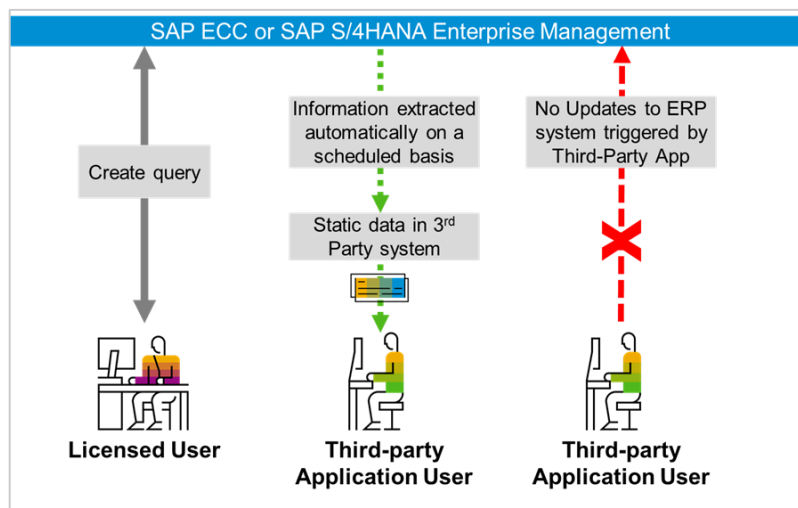 SAP ECC or SAP S/4HANA Enterprise Management
Create query
Information extracted
automatically on a
scheduled basis
Static data in 3rd
Party system
No Updates to ERP
system triggered by
Third-Party App
Licensed User
Third-party
Application User
Third-party
Application User